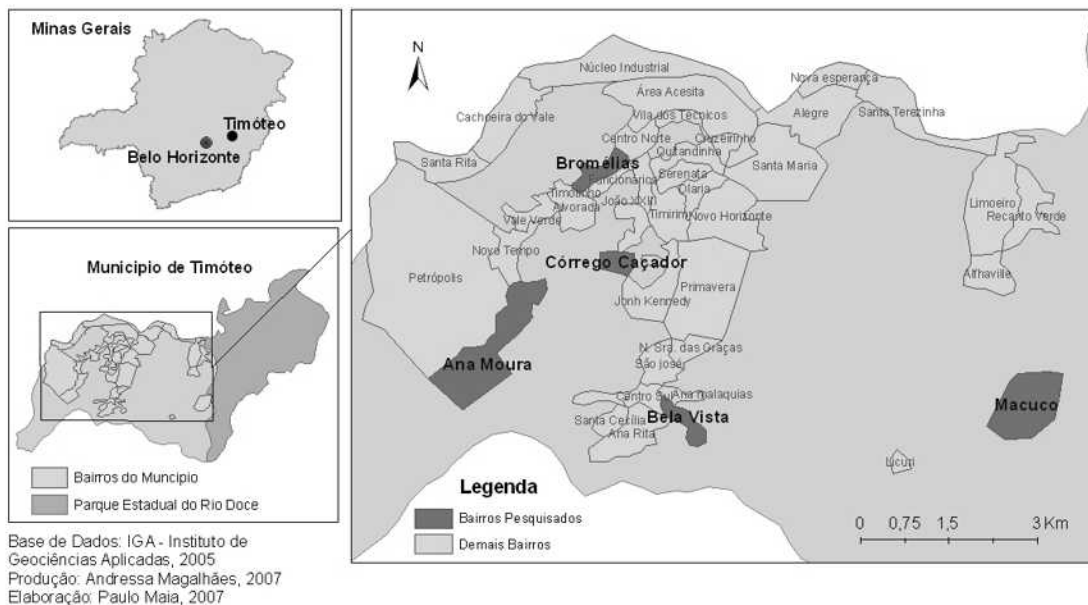 Minas Gerais
Timóteo
Belo Horizonte
Municipio de Timóteo
Bairros do Muncípio
Parque Estadual do Rio Doce
Base de Dados: IGA - Instituto de
Geociências Aplicadas, 2005
Produção: Andressa Magalhães, 2007
Elaboração: Paulo Maia, 2007
N
Núcleo Industrial
Nova esperança
Área Acesita
Cachoeira do Vale
Vila dos Técnicos
Alegre
Santa Terezinha
Centro Norte
Cruzeirinho
Quitandinha
Santa Rita
Bromélias
Santa Maria
Serenata
Funcionários
Olaria
Timotinho
Alvorada
João XXIII
Limoeiro
Recanto Verde
Vale Verde
Timirim
Novo Horizonte
Novo Tempo
Córrego Caçador
Petrópolis
Alfhaville
Primavera
Jonh Kennedy
N. Sra. das Graças
Ana Moura
São josé
Centro Sul
Ana malaquias
Macuco
Santa Cecília
Bela Vista
Ana Rita
Licuri
Legenda
Bairros Pesquisados
Demais Bairros
0 0,75 1,5 3 Km